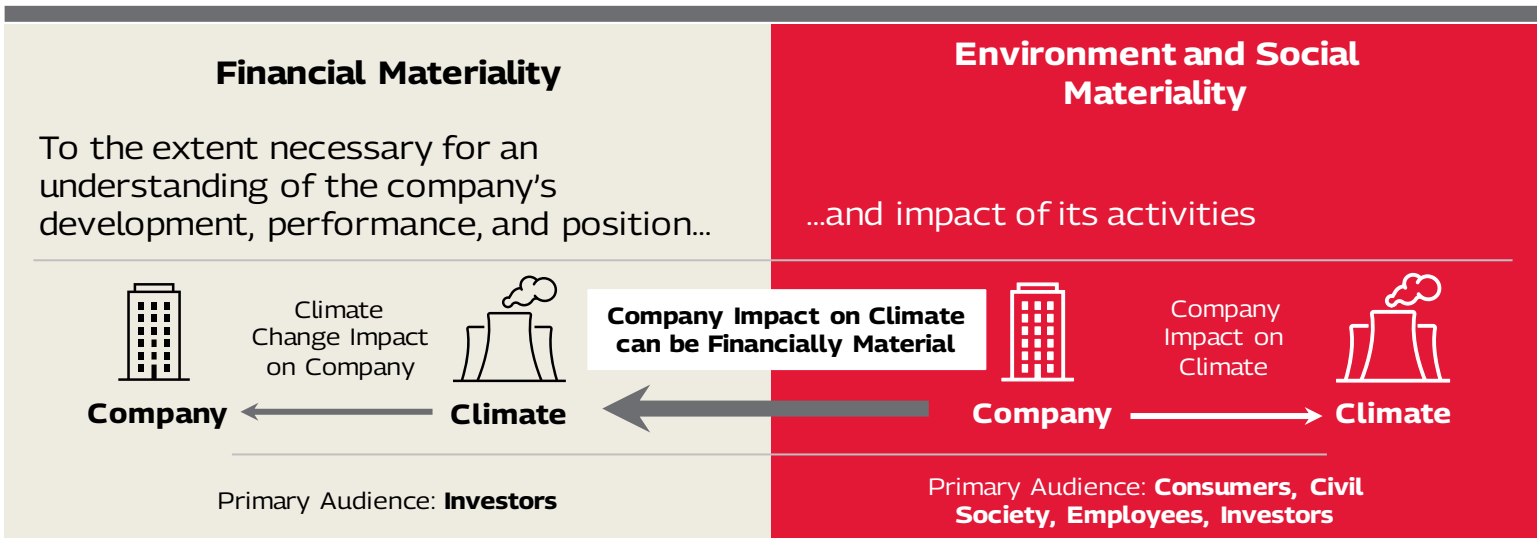 Financial Materiality
To the extent necessary for an
understanding of the company's
development, performance, and position...
Environment and Social
Materiality
...and impact of its activities
Company
Climate
Change Impact
on Company
Climate
Company Impact on Climate
can be Financially Material
Company
Company
Impact on
Climate
Climate
Primary Audience: Investors
Primary Audience: Consumers, Civil
Society, Employees, Investors